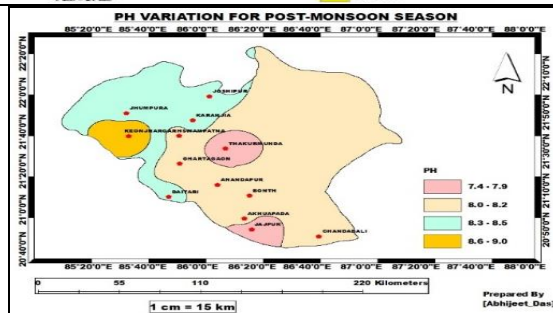 PH VARIATION FOR POST-MONSOON SEASON
85°20'0"E 85°40'0"E 86°0'0"E 86°20'0"E 86°40'0"E 87°0'0"E 87°20'0"E 87°40'0"E 88°0'0"E
22°20'0"N
22°0'0"N
21°40'0"N
21°20'0"N
21°0'0"N
20°40'0"N
22°10'0"N
21°50'0"N
21°30'0"N
21°10'0"N
20°50'0"N
N
JOSHIPUR
JHUMPURA
KARANJIA
KEONJHARGARH
SWAMPATNA
THAKURMUNDA
GHATAGAON
ANANDAPUR
BONTH
DAITARI
AKHUAPADA
JAJPUR
CHANDABALI
PH
7.4 - 7.9
8.0 - 8.2
8.3 - 8.5
8.6 - 9.0
85°20'0"E 85°40'0"E 86°0'0"E 86°20'0"E 86°40'0"E 87°0'0"E 87°20'0"E 87°40'0"E 88°0'0"E
0 55 110 220 Kilometers
1 cm = 15 km
Prepared By
[Abhijeet_Das]